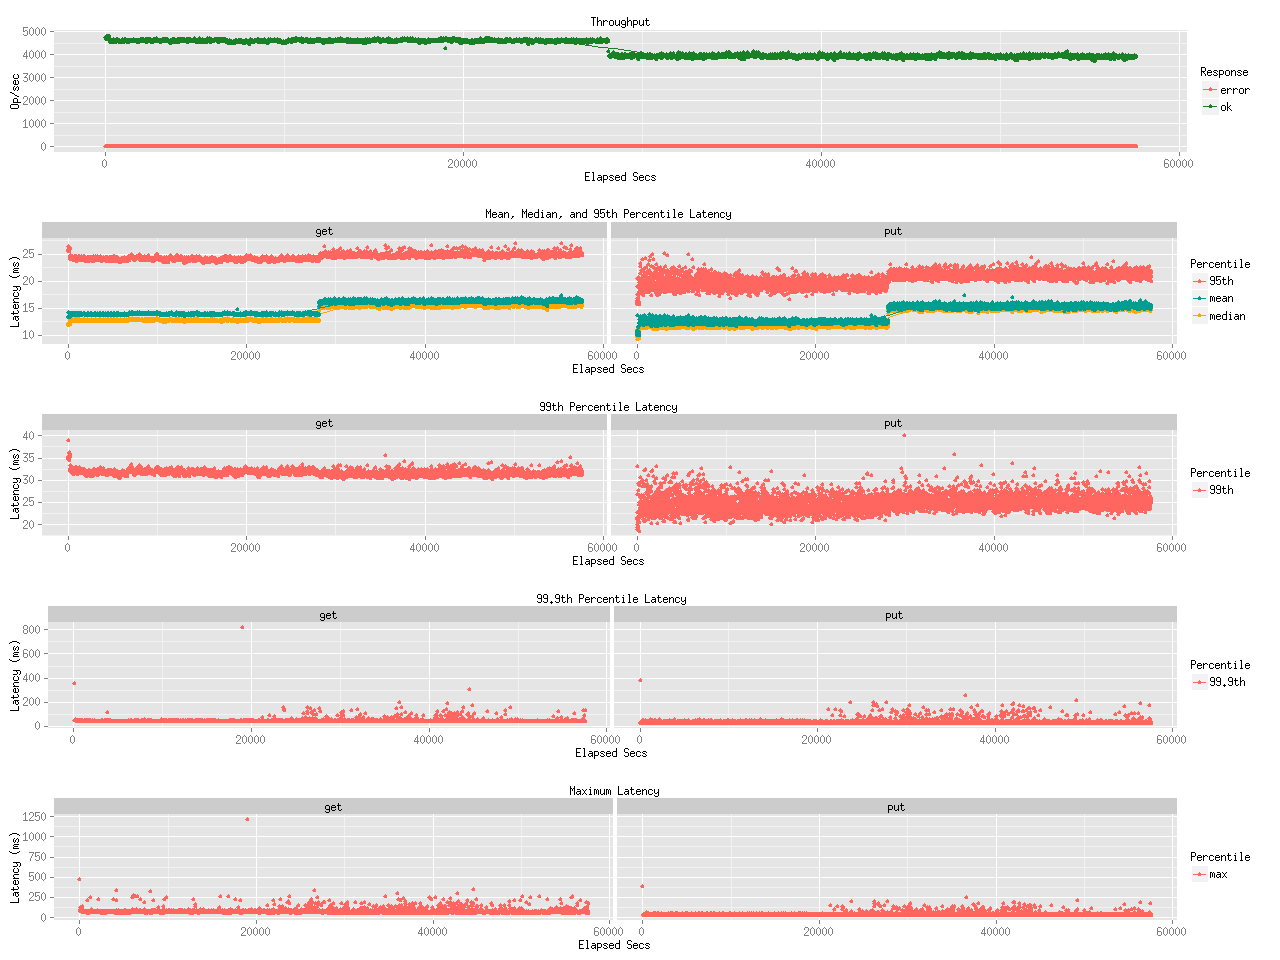 Throughput
5000
4000
3000
2000
1000
0
Op/sec
0 20000 40000 60000
Elapsed Secs
Response
error
ok
Mean, Median, and 95th Percentile Latency
get put
25
20
15
10
Latency (ms)
0 20000 40000 60000 0 20000 40000 60000
Elapsed Secs
Percentile
95th
mean
median
99th Percentile Latency
get put
40
35
30
25
20
Latency (ms)
0 20000 40000 60000 0 20000 40000 60000
Elapsed Secs
Percentile
99th
99.9th Percentile Latency
get put
800
600
400
200
0
Latency (ms)
0 20000 40000 60000 0 20000 40000 60000
Elapsed Secs
Percentile
99.9th
Maximum Latency
get put
1250
1000
750
500
250
0
Latency (ms)
0 20000 40000 60000 0 20000 40000 60000
Elapsed Secs
Percentile
max